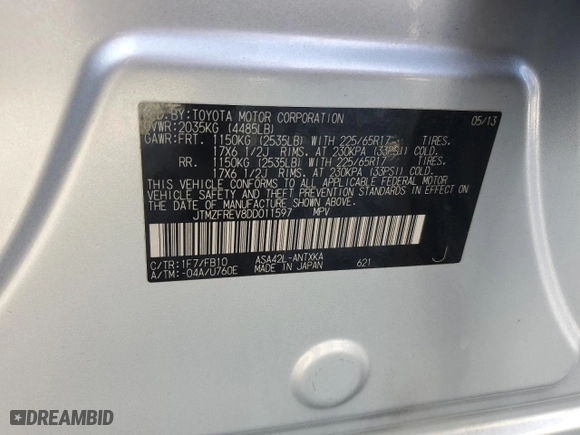 D.BY:TOYOTA MOTOR CORPORATION 05/13
GVWR:2035KG (4485LB)
GAWR:FRT. 1150KG (2535LB) WITH 225/65R17 TIRES.
17X6 1/2J RIMS. AT 230KPA (33PSI) COLD.
RR. 1150KG (2535LB) WITH 225/65R17 TIRES.
17X6 1/2J RIMS. AT 230KPA (33PSI) COLD.
THIS VEHICLE CONFORMS TO ALL APPLICABLE FEDERAL MOTOR
VEHICLE SAFETY AND THEFT PREVENTION STANDARDS IN EFFECT ON
THE DATE OF MANUFACTURE SHOWN ABOVE.
JTMZFREV8DD011597 MPV
C/TR:1F7/FB10 ASA42L-ANTXKA J
A/TM:-04A/U760E MADE IN JAPAN 621
DREAMBID